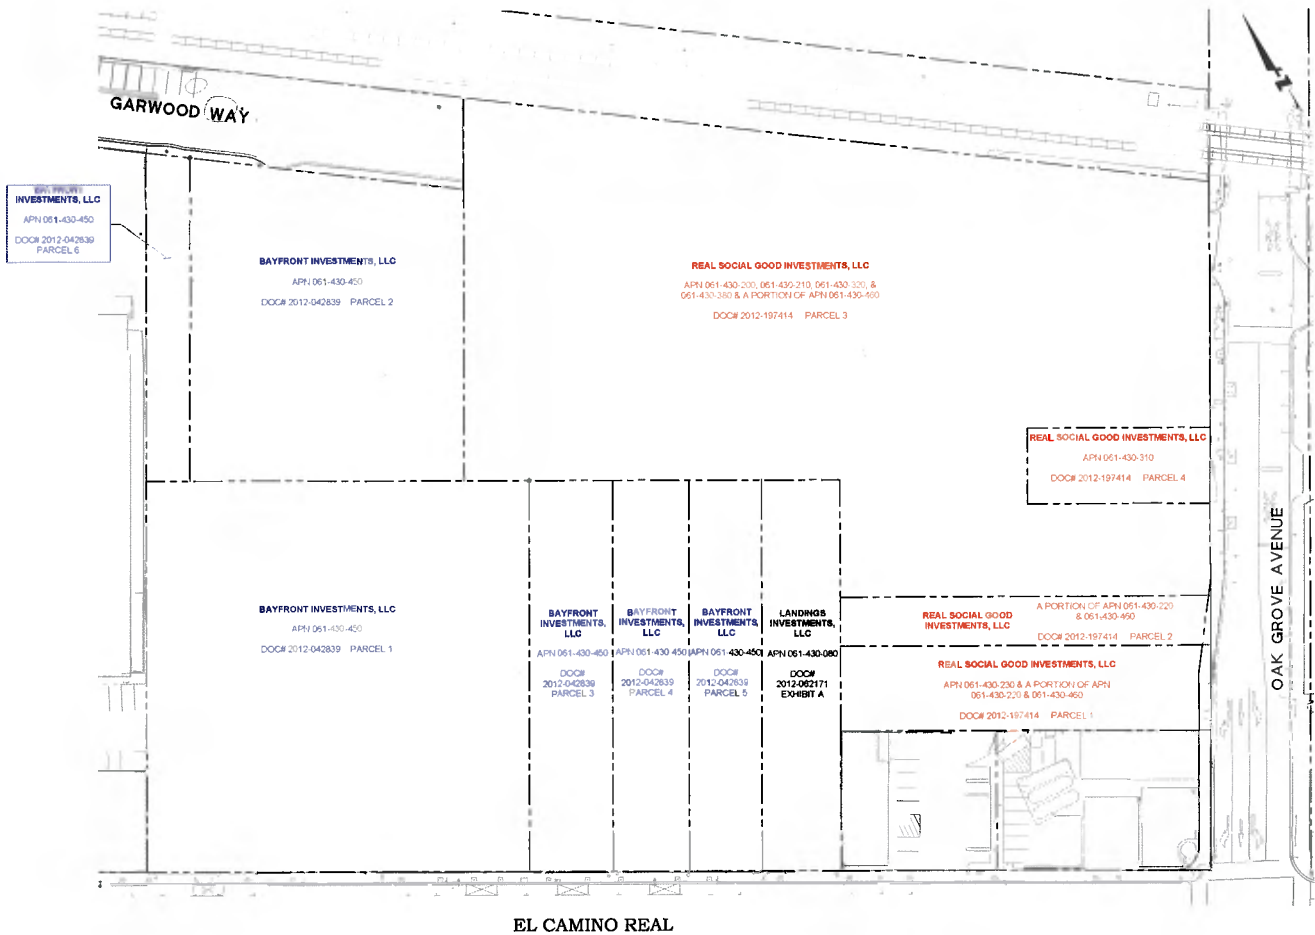 GARWOOD WAY
BAYFRONT
INVESTMENTS, LLC
APN 061-430-450
DOC# 2012-042839
PARCEL 6
BAYFRONT INVESTMENTS, LLC
APN 061-430-450
DOC# 2012-042839 PARCEL 2
REAL SOCIAL GOOD INVESTMENTS, LLC
APN 061-430-200, 061-430-210, 061-430-320, &
061-430-380 & A PORTION OF APN 061-430-460
DOC# 2012-197414 PARCEL 3
REAL SOCIAL GOOD INVESTMENTS, LLC
APN 061-430-310
DOC# 2012-197414 PARCEL 4
BAYFRONT INVESTMENTS, LLC
APN 061-430-450
DOC# 2012-042839 PARCEL 1
BAYFRONT
INVESTMENTS,
LLC
APN 061-430-450
DOC#
2012-042839
PARCEL 3
BAYFRONT
INVESTMENTS,
LLC
APN 061-430-450
DOC#
2012-042839
PARCEL 4
BAYFRONT
INVESTMENTS,
LLC
APN 061-430-450
DOC#
2012-042839
PARCEL 5
LANDINGS
INVESTMENTS,
LLC
APN 061-430-080
DOC#
2012-062171
EXHIBIT A
REAL SOCIAL GOOD
INVESTMENTS, LLC
A PORTION OF APN 061-430-220
& 061-430-460
DOC# 2012-197414 PARCEL 2
REAL SOCIAL GOOD INVESTMENTS, LLC
APN 061-430-230 & A PORTION OF APN
061-430-220 & 061-430-460
DOC# 2012-197414 PARCEL 1
OAK GROVE AVENUE
EL CAMINO REAL